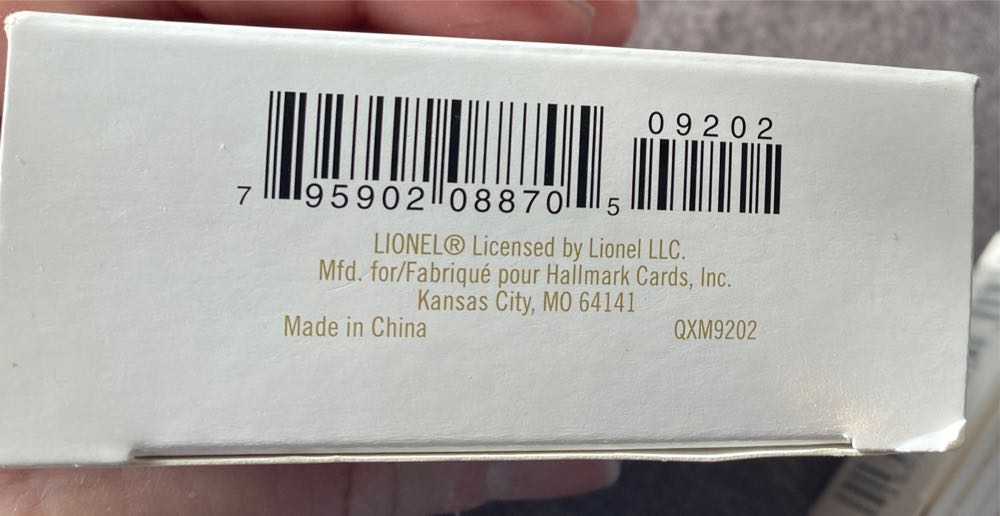 09202
7 95902 08870 5
LIONEL® Licensed by Lionel LLC.
Mfd. for/Fabriqué pour Hallmark Cards, Inc.
Kansas City, MO 64141
Made in China QXM9202